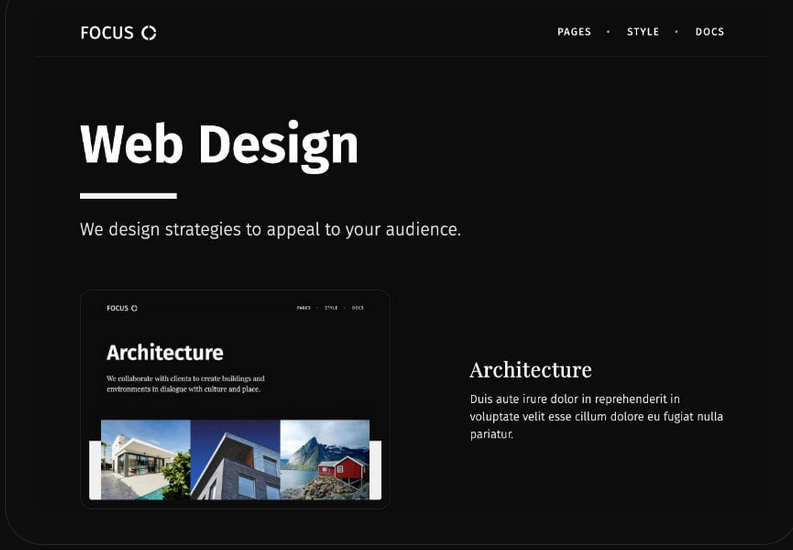 FOCUS
PAGES • STYLE • DOCS
Web Design
We design strategies to appeal to your audience.
FOCUS
PAGES • STYLE • DOCS
Architecture
We collaborate with clients to create buildings and
environments in dialogue with culture and place.
Architecture
Duis aute irure dolor in reprehenderit in
voluptate velit esse cillum dolore eu fugiat nulla
pariatur.